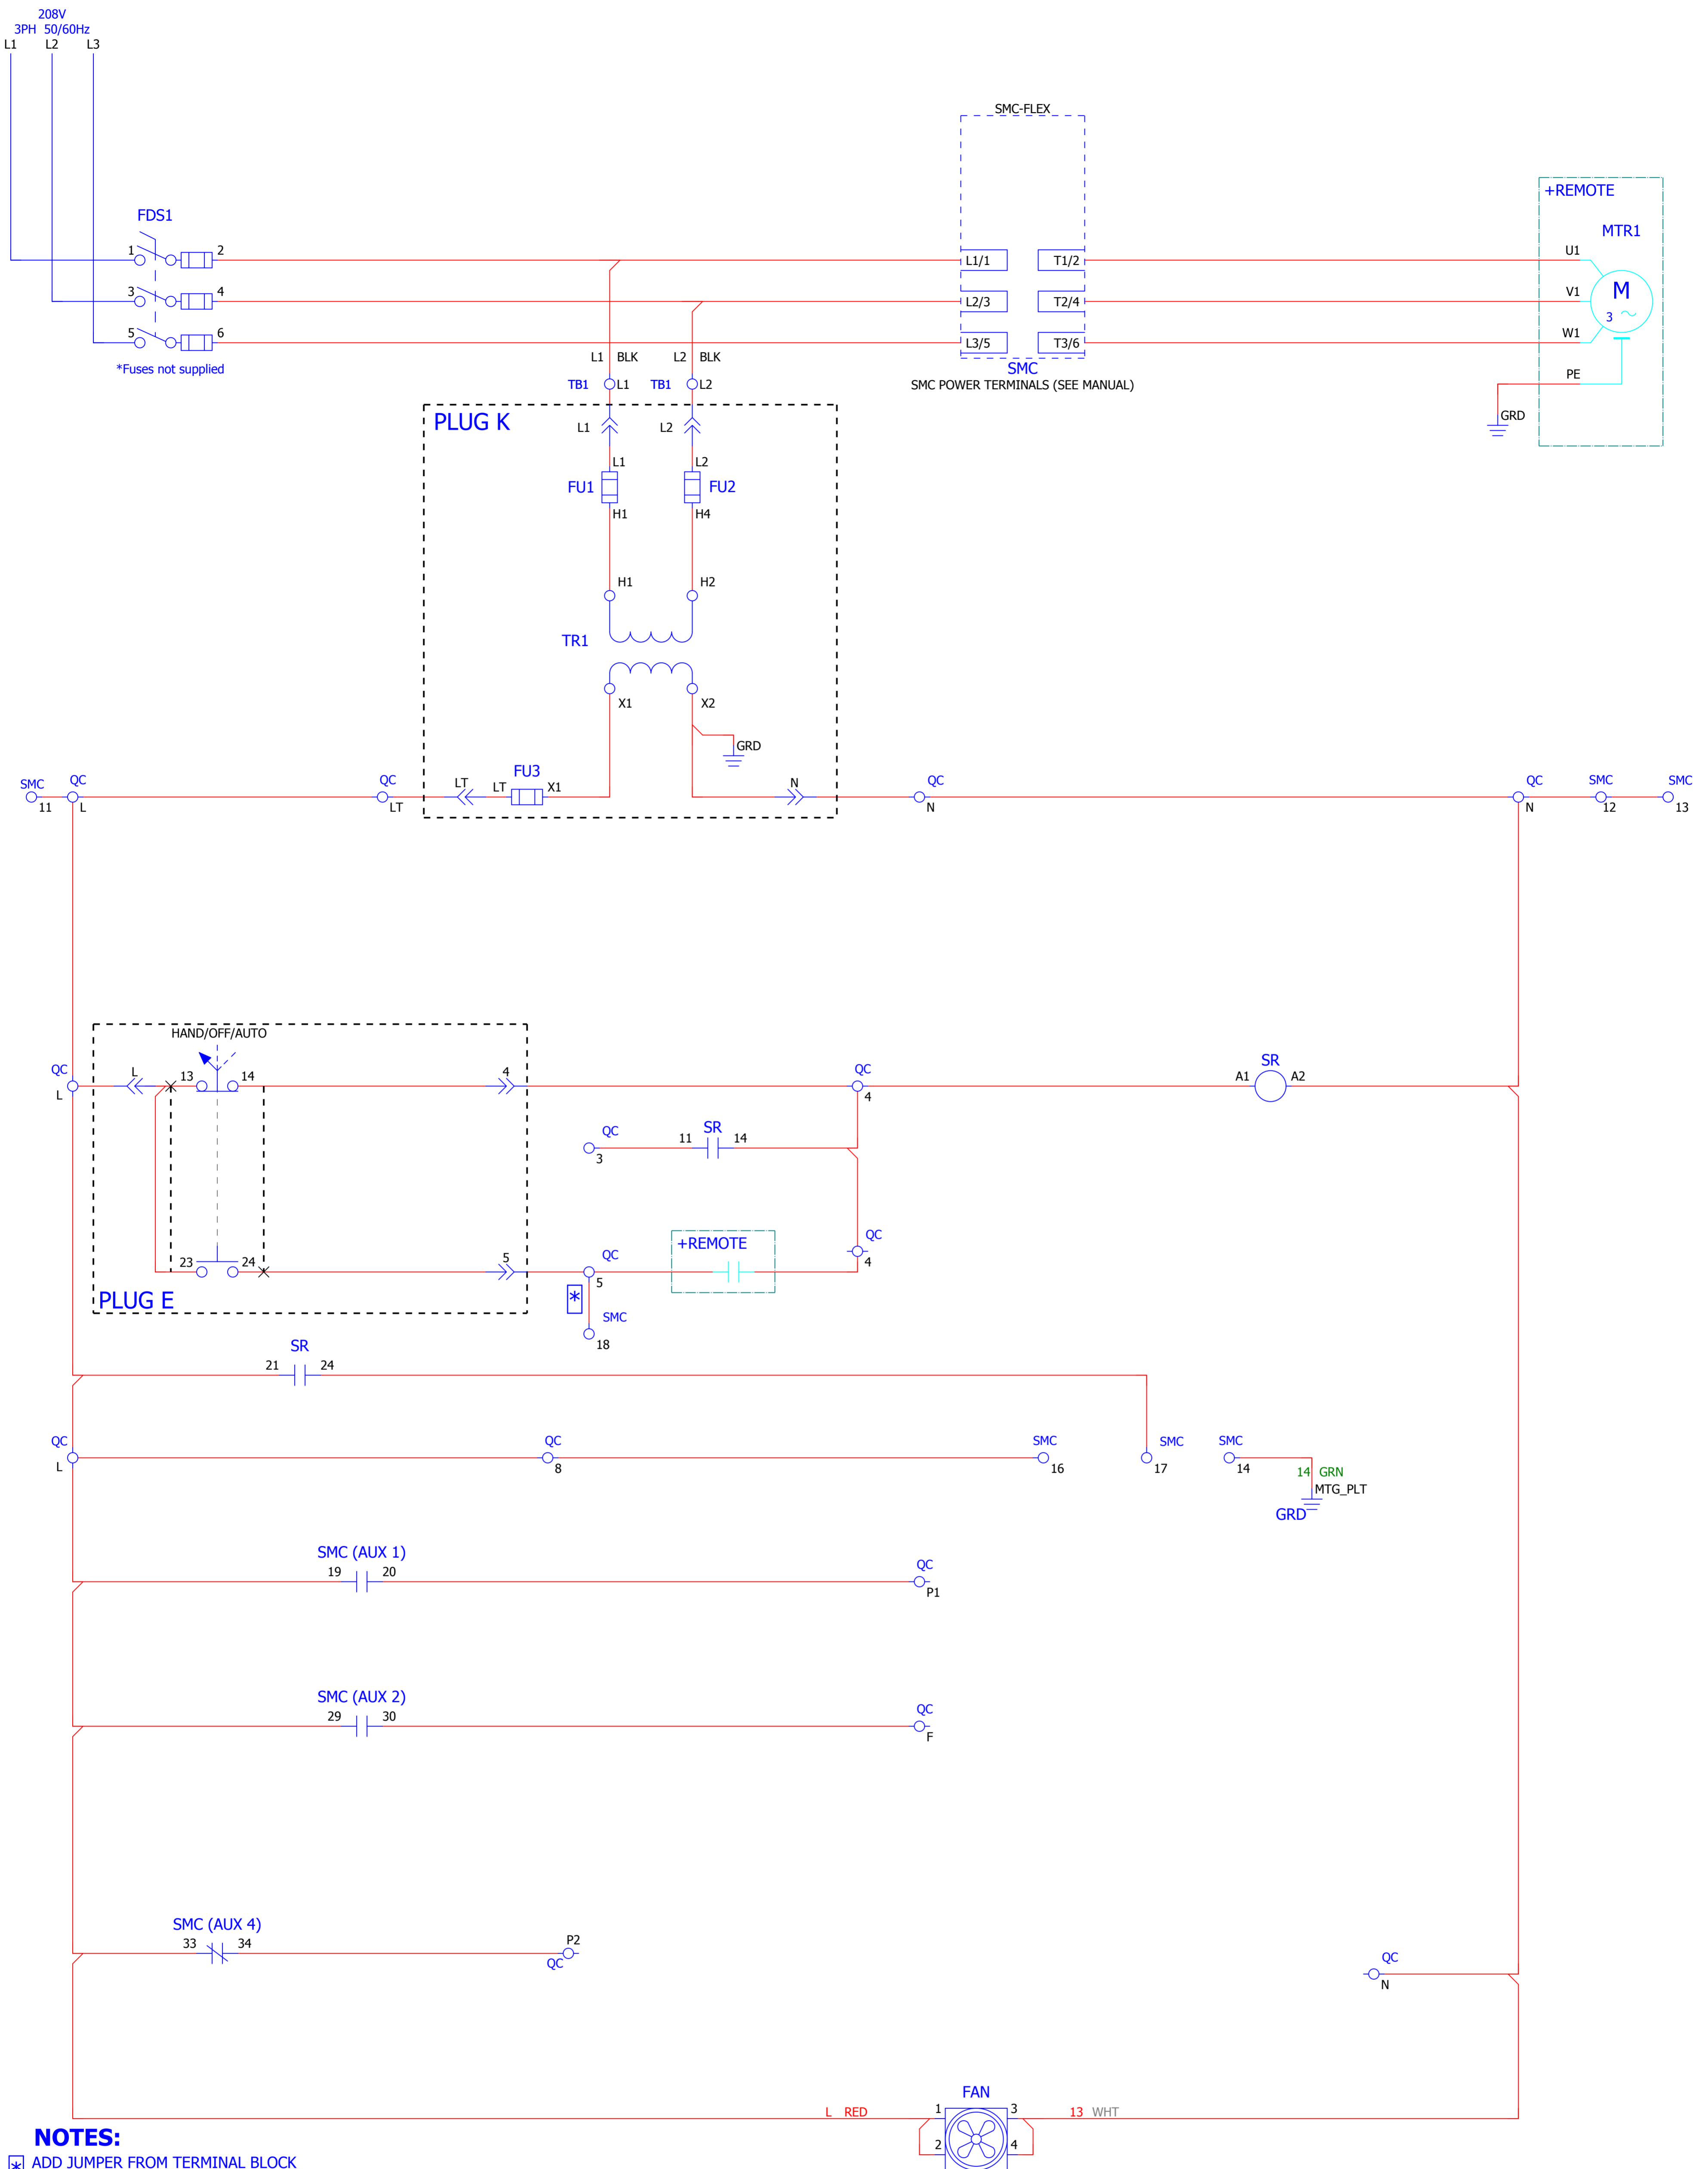 208V
3PH 50/60Hz
L1 L2 L3
SMC-FLEX
+REMOTE
FDS1
MTR1
1 2 L1/1 T1/2 U1
3 4 L2/3 T2/4 V1
M
3
5 6 L3/5 T3/6 W1
*Fuses not supplied
L1 BLK L2 BLK
SMC
SMC POWER TERMINALS (SEE MANUAL)
PE
TB1 L1 TB1 L2
GRD
PLUG K
L1 L2
L1 L2
FU1 FU2
H1 H4
H1 H2
TR1
X1 X2
GRD
FU3
SMC QC QC LT LT X1 N QC QC SMC SMC
11 L LT N N 12 13
HAND/OFF/AUTO
QC L 13 14 4 QC SR
A1 A2
L 4
QC 11 SR 14
3
+REMOTE QC
23 24 5 QC 4
5
PLUG E
*
SMC
18
SR
21 24
QC QC SMC SMC SMC
L 8 16 17 14
14 GRN
MTG_PLT
GRD
SMC (AUX 1)
19 20 QC
P1
SMC (AUX 2)
29 30 QC
F
SMC (AUX 4)
33 34 P2
QC
QC
N
FAN
L RED 1 3 13 WHT
2 4
NOTES:
* ADD JUMPER FROM TERMINAL BLOCK